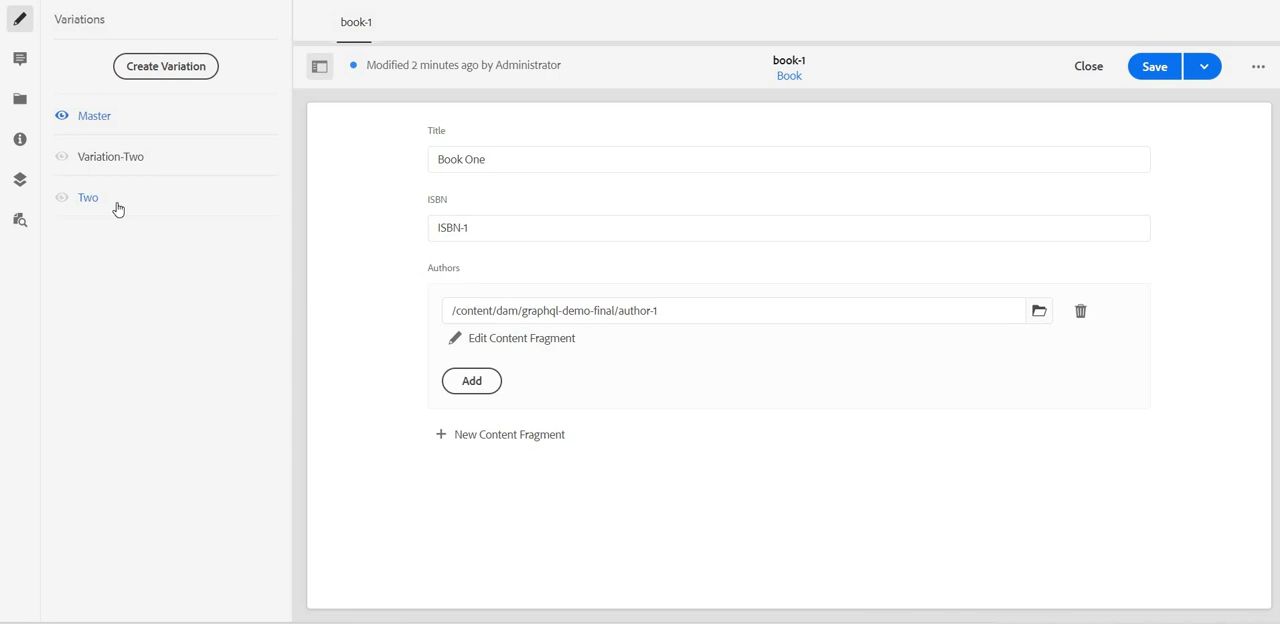 Variations
Create Variation
Master
Variation-Two
Two
book-1
Modified 2 minutes ago by Administrator
book-1
Book
Close
Save
Title
Book One
ISBN
ISBN-1
Authors
/content/dam/graphql-demo-final/author-1
Edit Content Fragment
Add
New Content Fragment